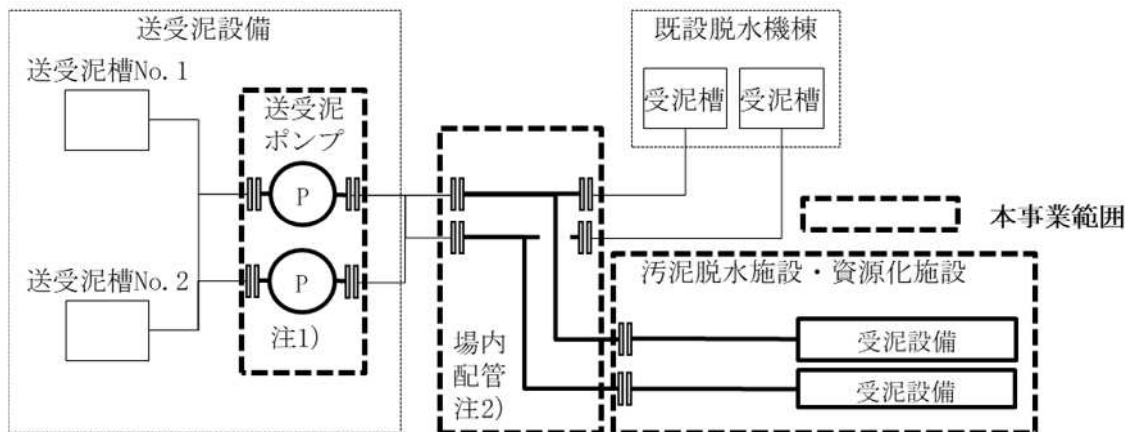 送受泥設備
送受泥槽No.1
送受泥
ポンプ
P
送受泥槽No.2
P
注1)
場内
配管
注2)
既設脱水機棟
受泥槽
受泥槽
本事業範囲
汚泥脱水施設・資源化施設
受泥設備
受泥設備